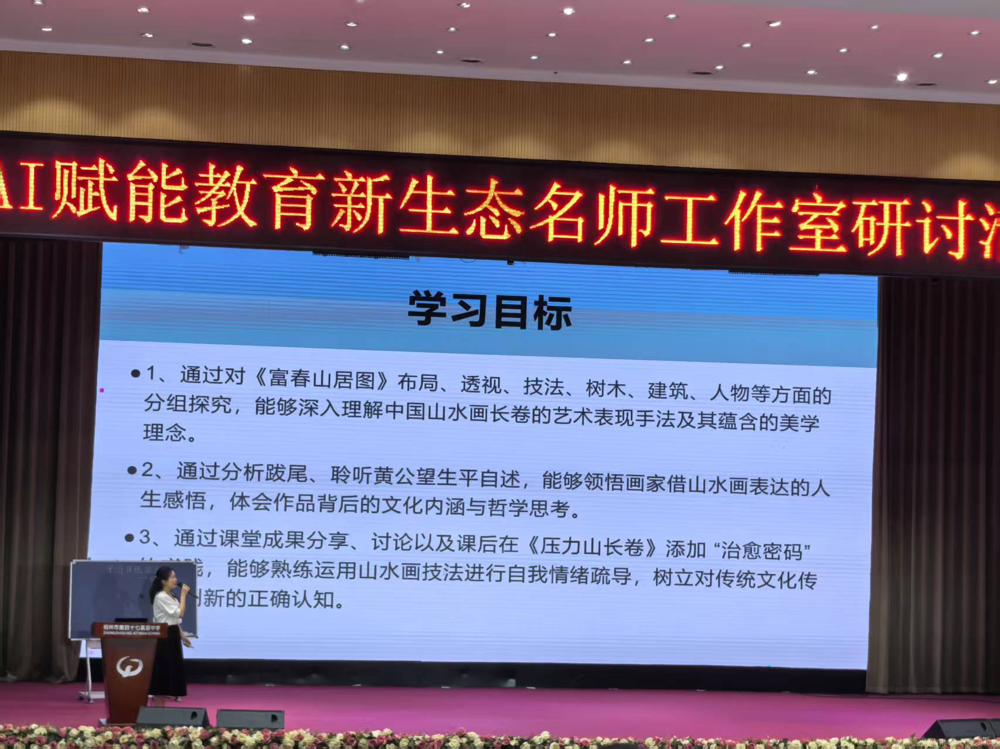 AI赋能教育新生态名师工作室研讨
学习目标
●1、通过对《富春山居图》布局、透视、技法、树木、建筑、人物等方面的
分组探究，能够深入理解中国山水画长卷的艺术表现手法及其蕴含的美学
理念。
●2、通过分析跋尾、聆听黄公望生平自述，能够领悟画家借山水画表达的人
生感悟，体会作品背后的文化内涵与哲学思考。
●3、通过课堂成果分享、讨论以及课后在《压力山长卷》添加“治愈密码”
，能够熟练运用山水画技法进行自我情绪疏导，树立对传统文化传
新的正确认知。
郑州市第四十七高级中学
ZHENGZHOU NO.47 HIGH SCHOOL